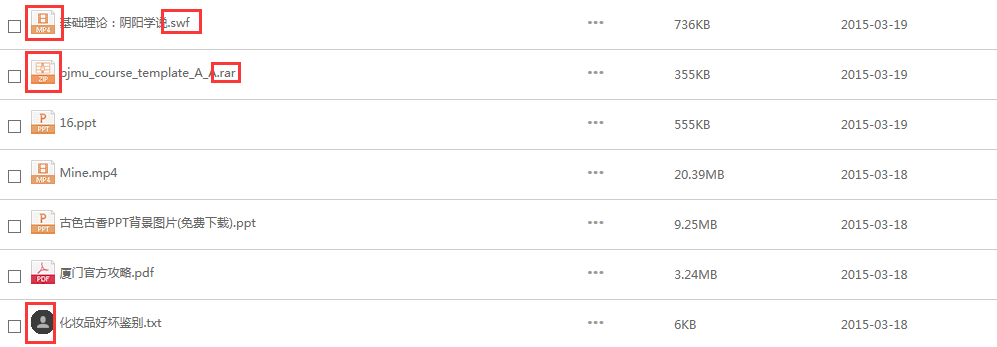 MP4 基础理论：阴阳学说.swf ••• 736KB 2015-03-19
ZIP bjmu_course_template_A_A.rar ••• 355KB 2015-03-19
P PPT 16.ppt ••• 555KB 2015-03-19
MP4 Mine.mp4 ••• 20.39MB 2015-03-18
P PPT 古色古香PPT背景图片(免费下载).ppt ••• 9.25MB 2015-03-18
PDF 厦门官方攻略.pdf ••• 3.24MB 2015-03-18
化妆品好坏鉴别.txt ••• 6KB 2015-03-18